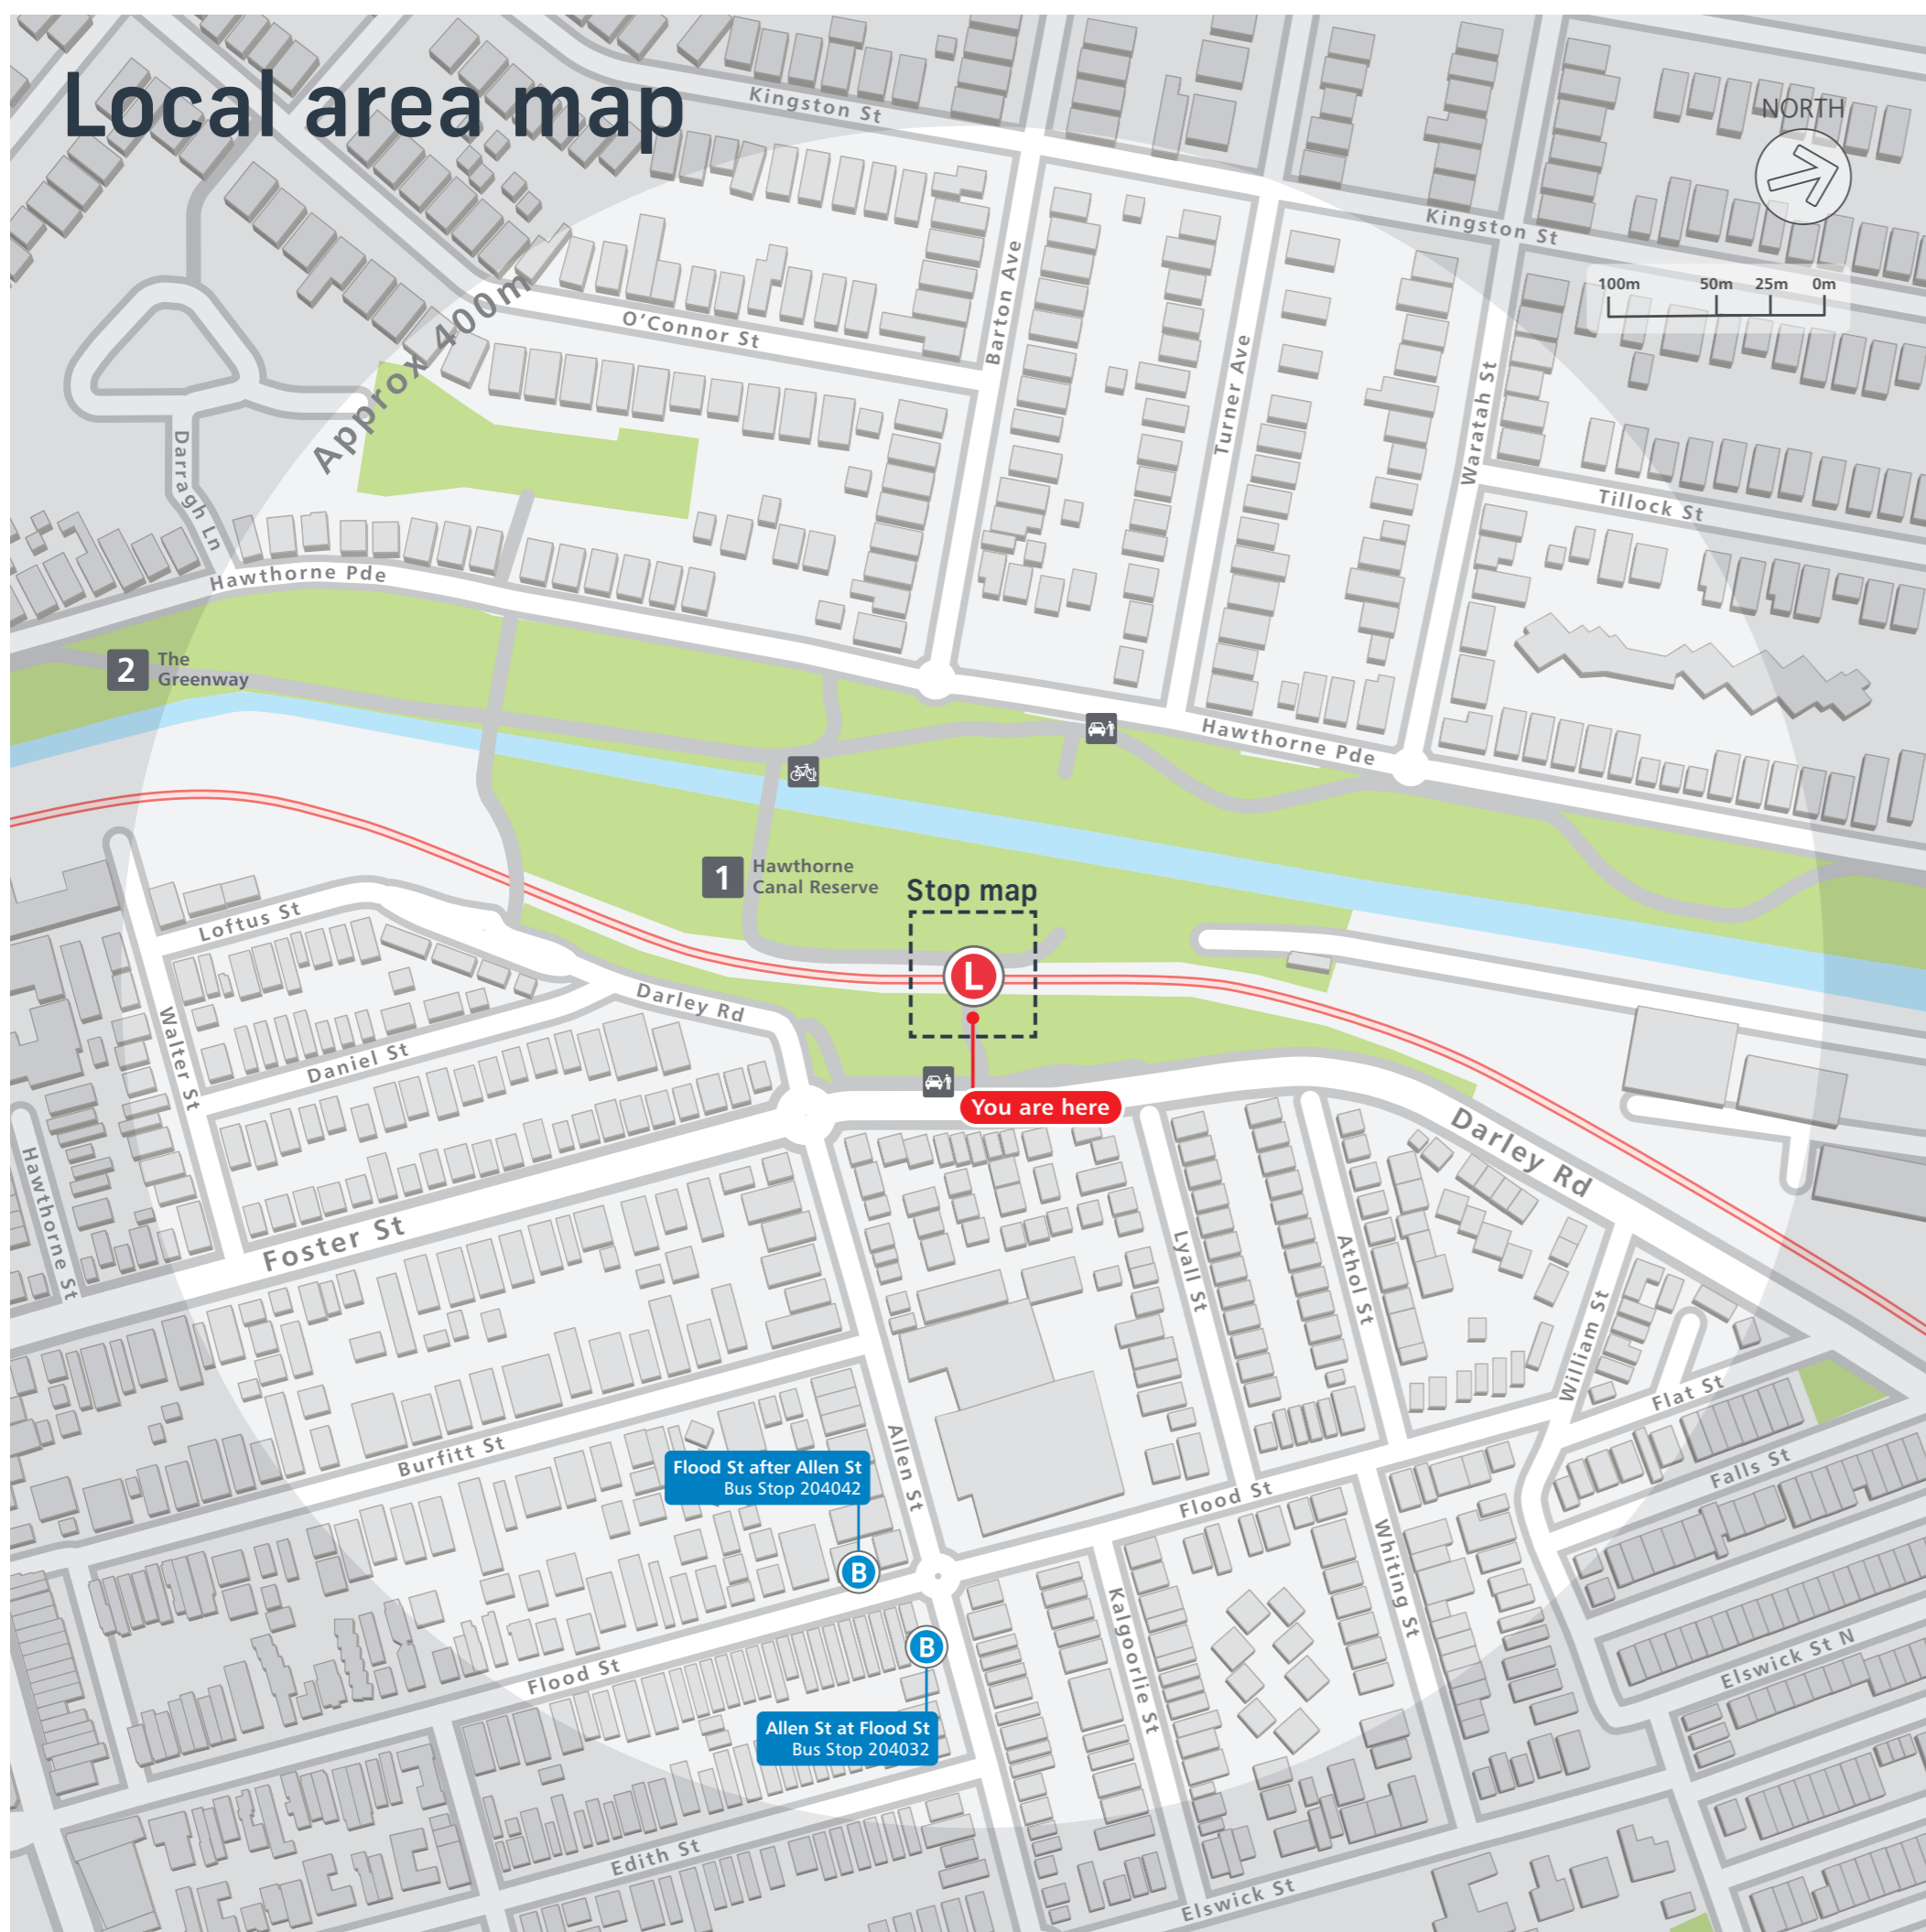 Local area map
Kingston St
NORTH
Kingston St
100m 50m 25m 0m
Approx 400m
O'Connor St
Barton Ave
Turner Ave
Waratah St
Tillock St
Darragh Ln
Hawthorne Pde
2
The
Greenway
Hawthorne Pde
1
Hawthorne
Canal Reserve
Stop map
L
Loftus St
Darley Rd
Walter St
Daniel St
You are here
Darley Rd
Hawthorne St
Foster St
Lyall St
Athol St
William St
Flat St
Burfitt St
Allen St
Flood St after Allen St
Bus Stop 204042
B
Flood St
Falls St
Whiting St
Kalgoorlie St
B
Flood St
Elswick St N
Allen St at Flood St
Bus Stop 204032
Edith St
Elswick St